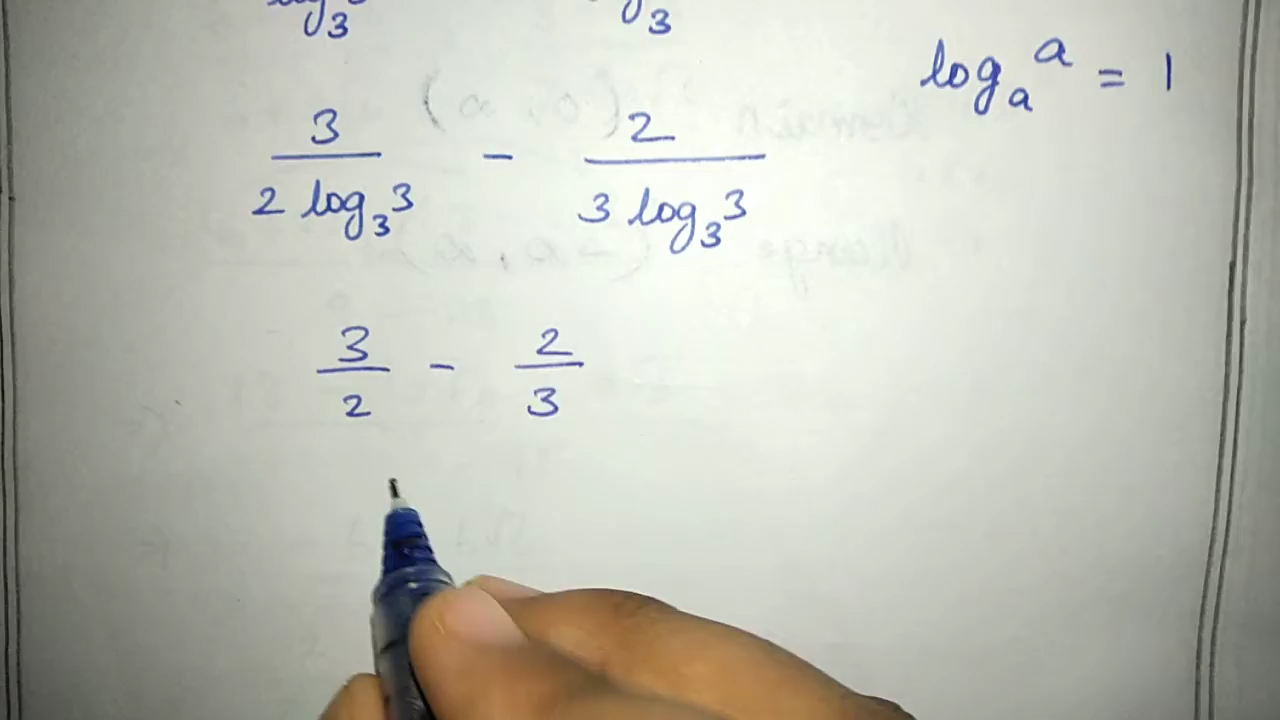 log_3 log_3
log_a a = 1
3/(2 log_3 3) - 2/(3 log_3 3)
3/2 - 2/3